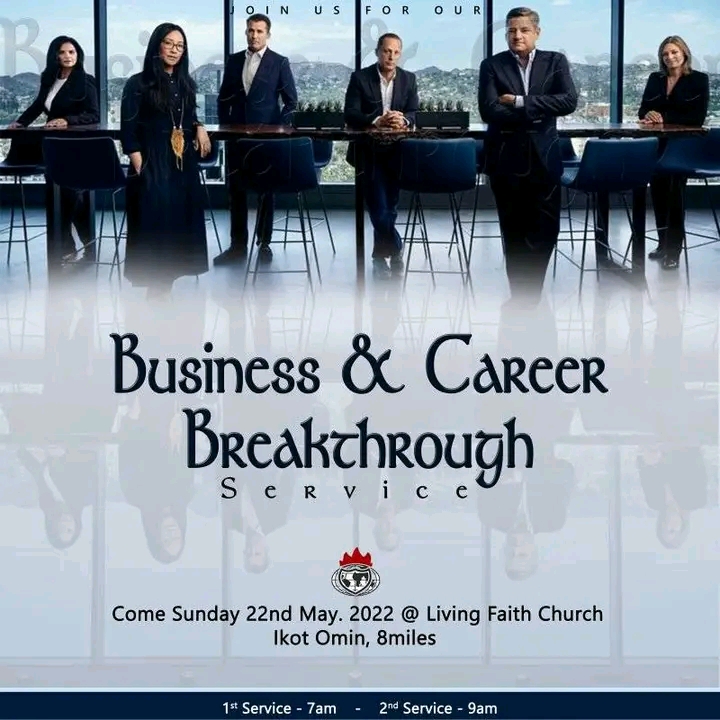 JOIN US FOR OUR
Business & Career
Breakthrough
Service
Come Sunday 22nd May. 2022 @ Living Faith Church
Ikot Omin, 8miles
1st Service - 7am - 2nd Service - 9am